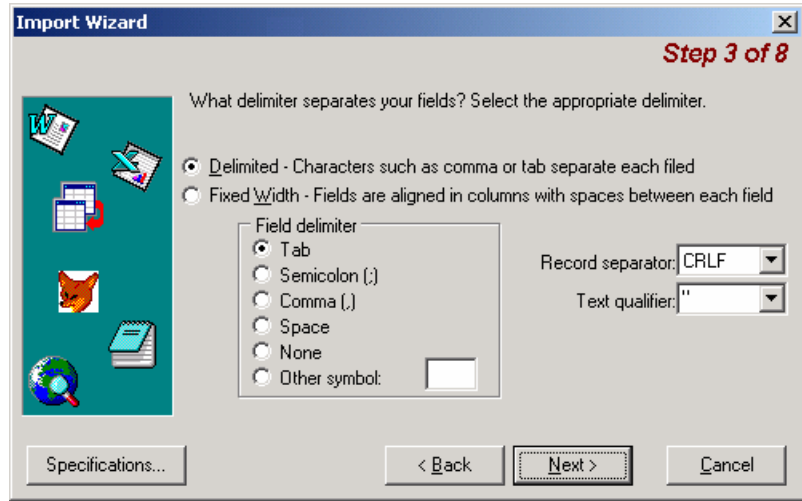 Import Wizard
Step 3 of 8
What delimiter separates your fields? Select the appropriate delimiter.
Delimited - Characters such as comma or tab separate each filed
Fixed Width - Fields are aligned in columns with spaces between each field
Field delimiter
Tab
Semicolon (;)
Comma (,)
Space
None
Other symbol:
Record separator: CRLF
Text qualifier: "
Specifications...
< Back
Next >
Cancel